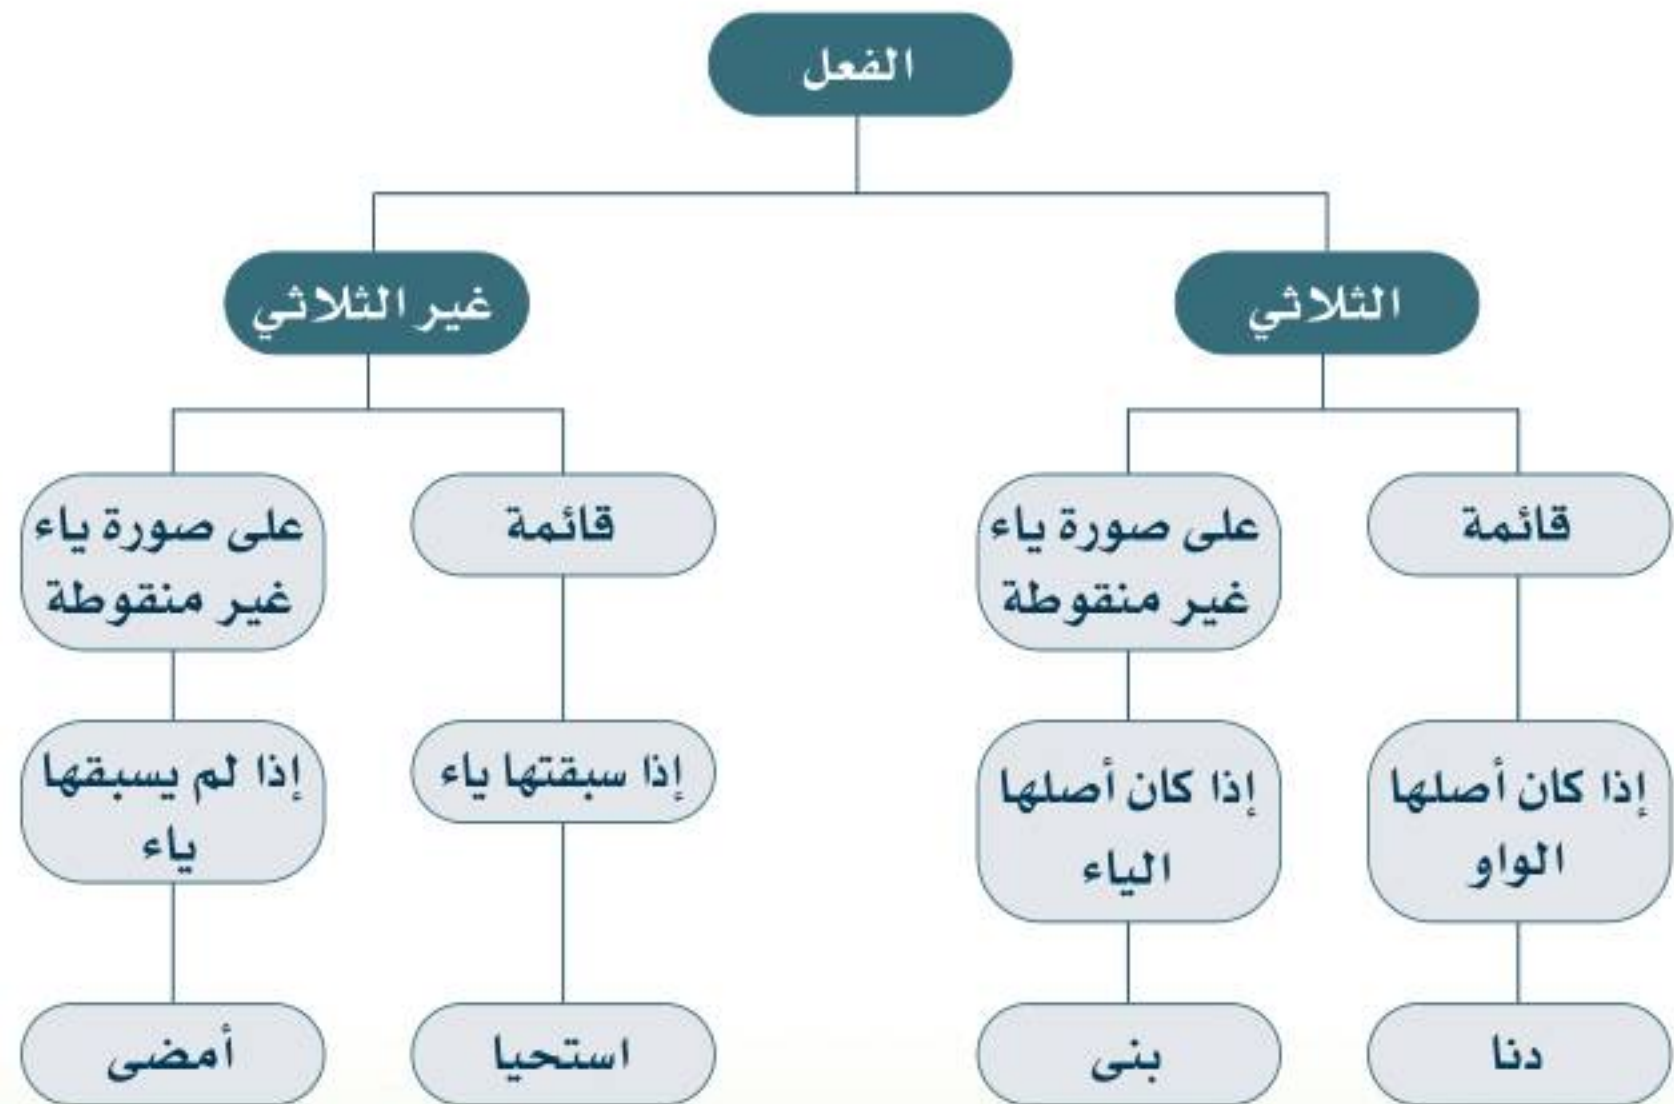 الفعل
الثلاثي
غير الثلاثي
قائمة
على صورة ياء
غير منقوطة
قائمة
على صورة ياء
غير منقوطة
إذا كان أصلها
الواو
إذا كان أصلها
الياء
إذا سبقتها ياء
إذا لم يسبقها
ياء
دنا
بنى
استحيا
أمضى